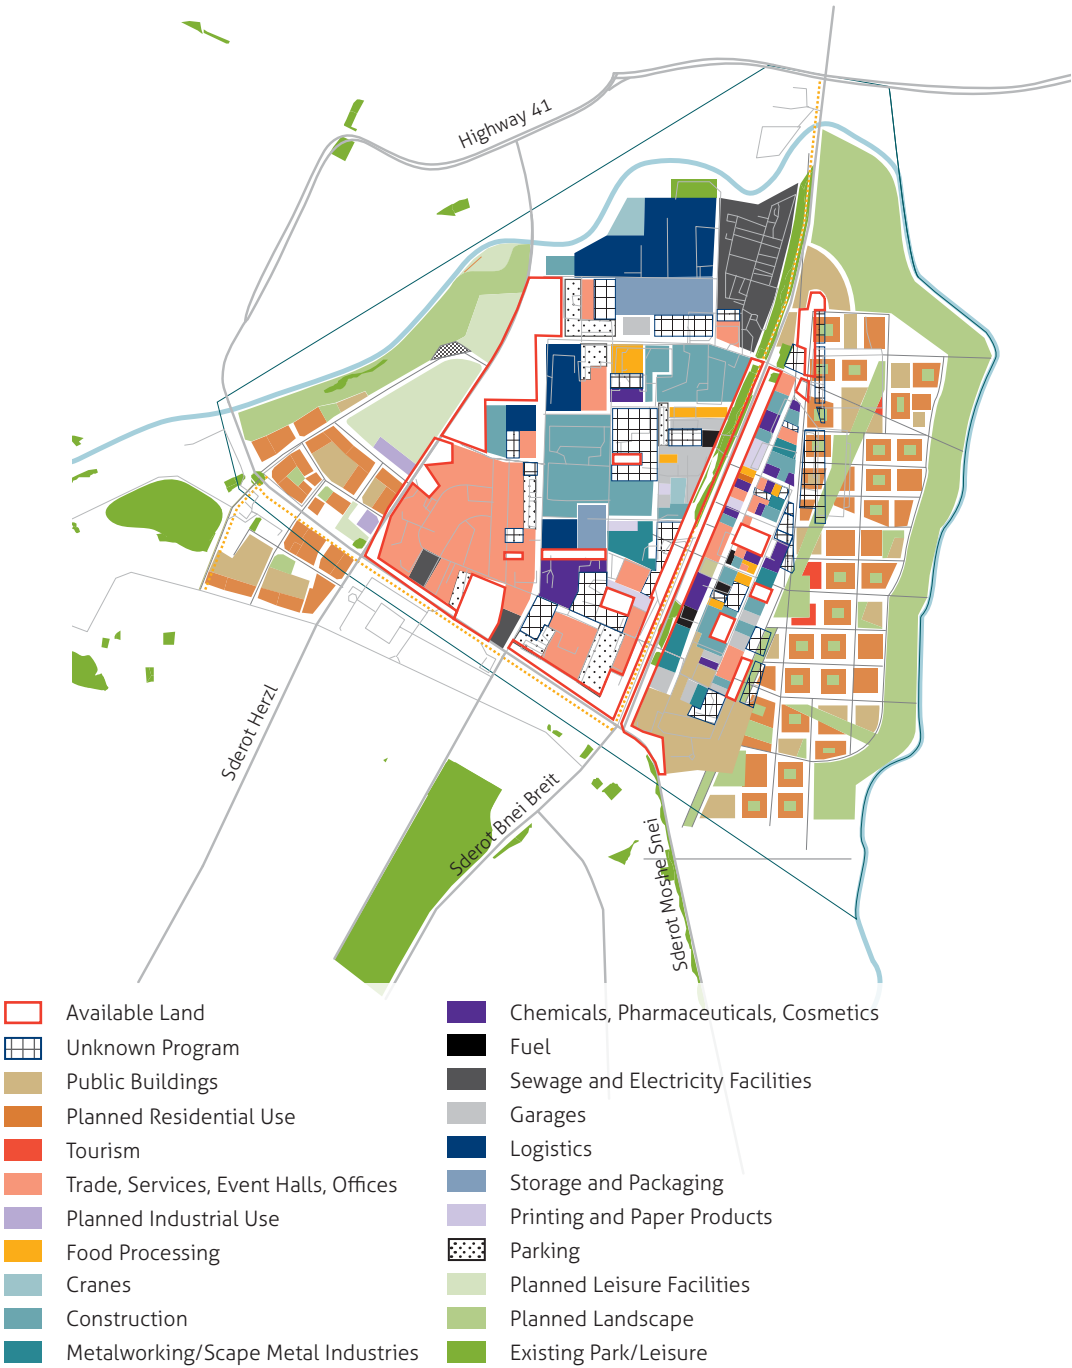 Highway 41
Sderot Herzl
Sderot Bnei Breit
Sderot Moshe Snei
Available Land
Unknown Program
Public Buildings
Planned Residential Use
Tourism
Trade, Services, Event Halls, Offices
Planned Industrial Use
Food Processing
Cranes
Construction
Metalworking/Scape Metal Industries
Chemicals, Pharmaceuticals, Cosmetics
Fuel
Sewage and Electricity Facilities
Garages
Logistics
Storage and Packaging
Printing and Paper Products
Parking
Planned Leisure Facilities
Planned Landscape
Existing Park/Leisure